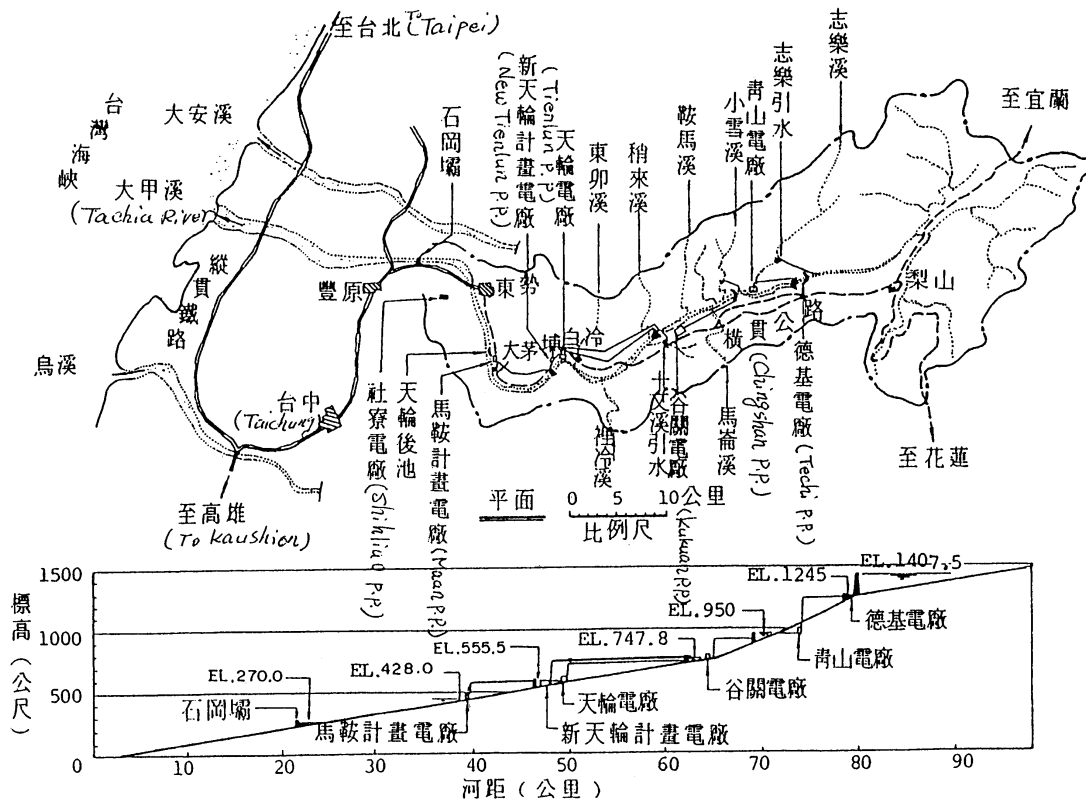 至台北 To (Taipei)
台灣海峽
大安溪
大甲溪
(Tachia River)
縱貫鐵路
烏溪
豐原
台中
(Taichung)
至高雄
(To Kaushion)
石岡壩
東勢
新天輪計畫電廠
(New Tienlun P.P.)
天輪電廠
(Tienlun P.P.)
東卯溪
稍來溪
鞍馬溪
小雪溪
青山電廠
(Chingshan P.P.)
志樂引水
志樂溪
至宜蘭
梨山
至花蓮
大茅埔
白冷
橫貫公路
社寮電廠 (Shihliao P.P.)
天輪後池
馬鞍計畫電廠 (Maan P.P.)
裡冷溪
十文溪引水
谷關電廠 (Kukuan P.P.)
馬崙溪
德基電廠 (Techi P.P.)
平面
0 5 10公里
比例尺
標高（公尺）
1500
1000
500
0
EL.270.0
石岡壩
EL.428.0
馬鞍計畫電廠
EL.555.5
EL.747.8
天輪電廠
新天輪計畫電廠
EL.950
谷關電廠
EL.1245
青山電廠
EL.1407.5
德基電廠
10 20 30 40 50 60 70 80 90
河距（公里）